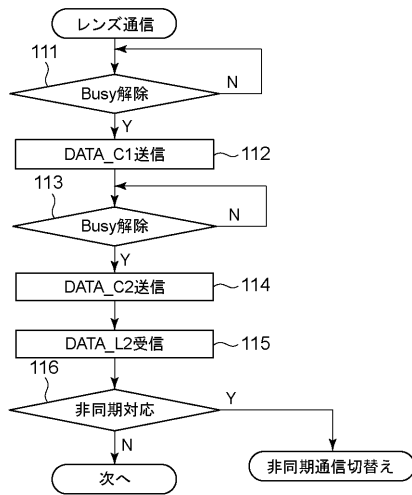 レンズ通信
111
Busy解除
N
Y
DATA_C1送信
112
113
Busy解除
N
Y
DATA_C2送信
114
DATA_L2受信
115
116
非同期対応
Y
N
次へ
非同期通信切替え